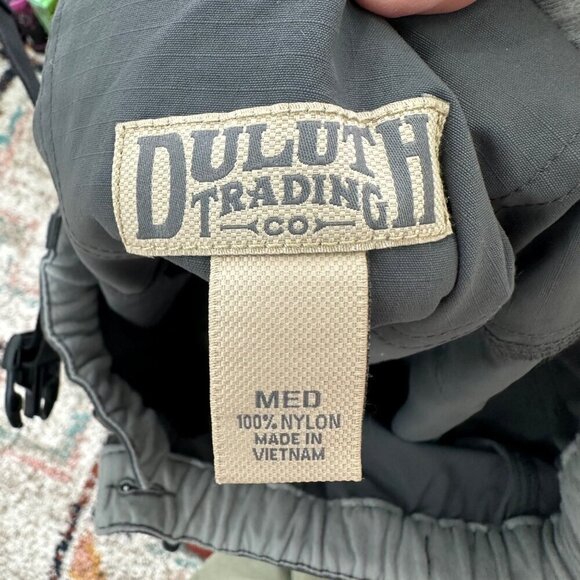 DULUTH
TRADING
CO
MED
100% NYLON
MADE IN
VIETNAM